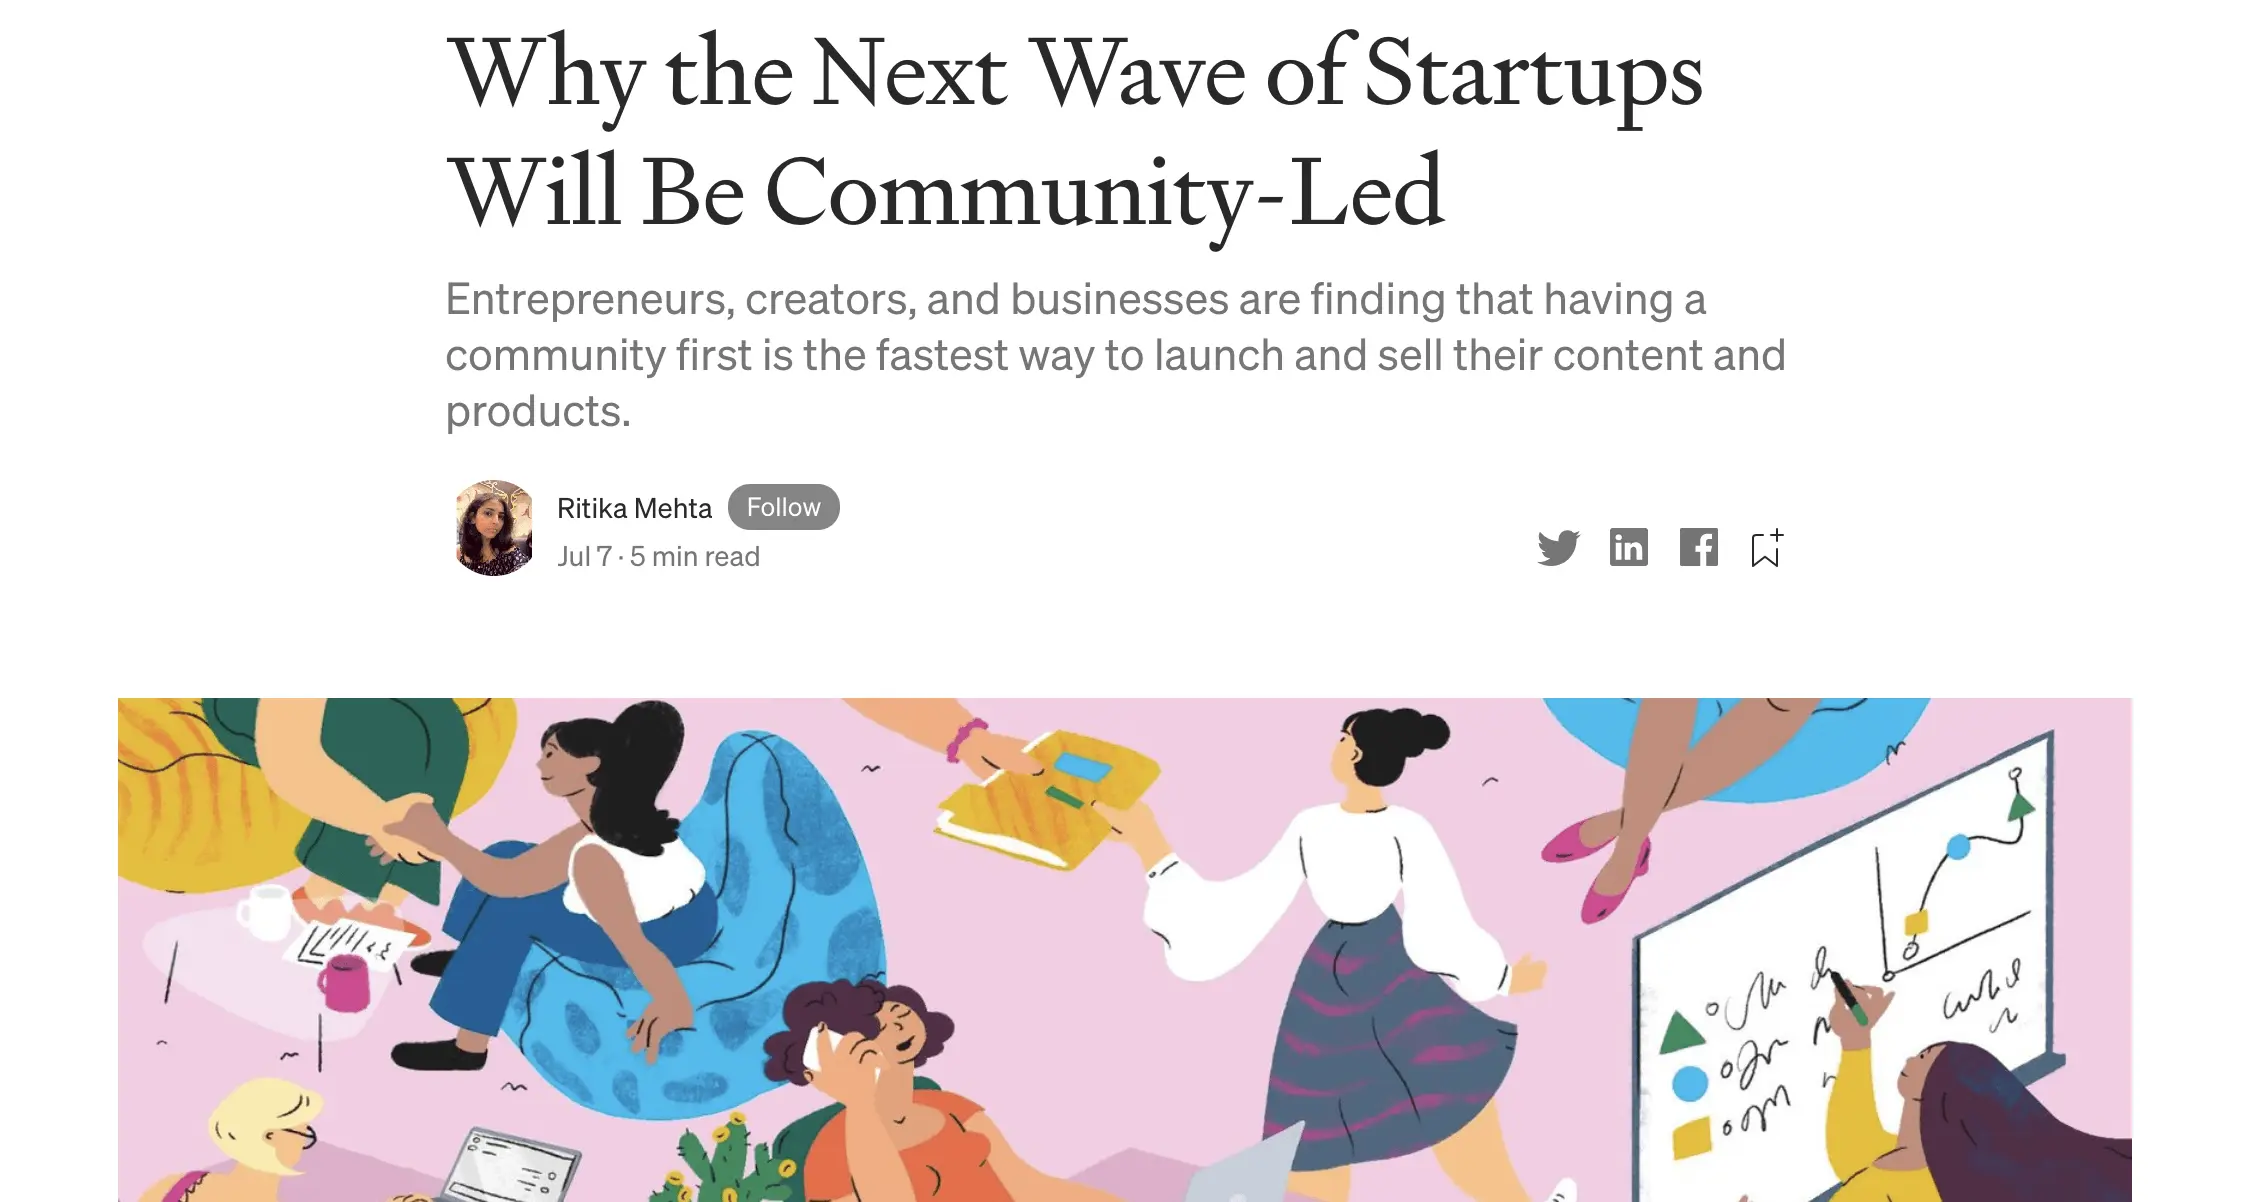 Why the Next Wave of Startups
Will Be Community-Led
Entrepreneurs, creators, and businesses are finding that having a
community first is the fastest way to launch and sell their content and
products.
Ritika Mehta Follow
Jul 7 · 5 min read